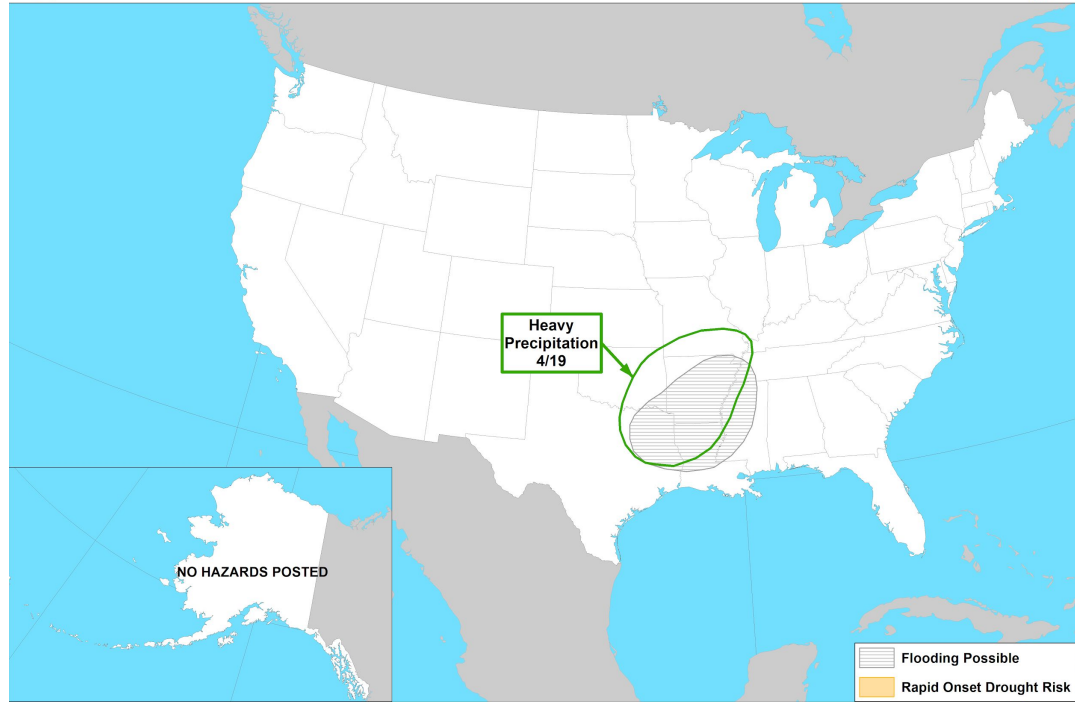 Heavy
Precipitation
4/19
NO HAZARDS POSTED
Flooding Possible
Rapid Onset Drought Risk